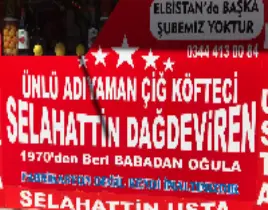 ELBİSTAN'da BAŞKA
ŞUBEMİZ YOKTUR
0344 413 00 84
ÜNLÜ ADIYAMAN ÇİĞ KÖFTECİ
SELAHATTİN DAĞDEVİREN
1970'den Beri BABADAN OĞULA
SELAHATTİN USTA